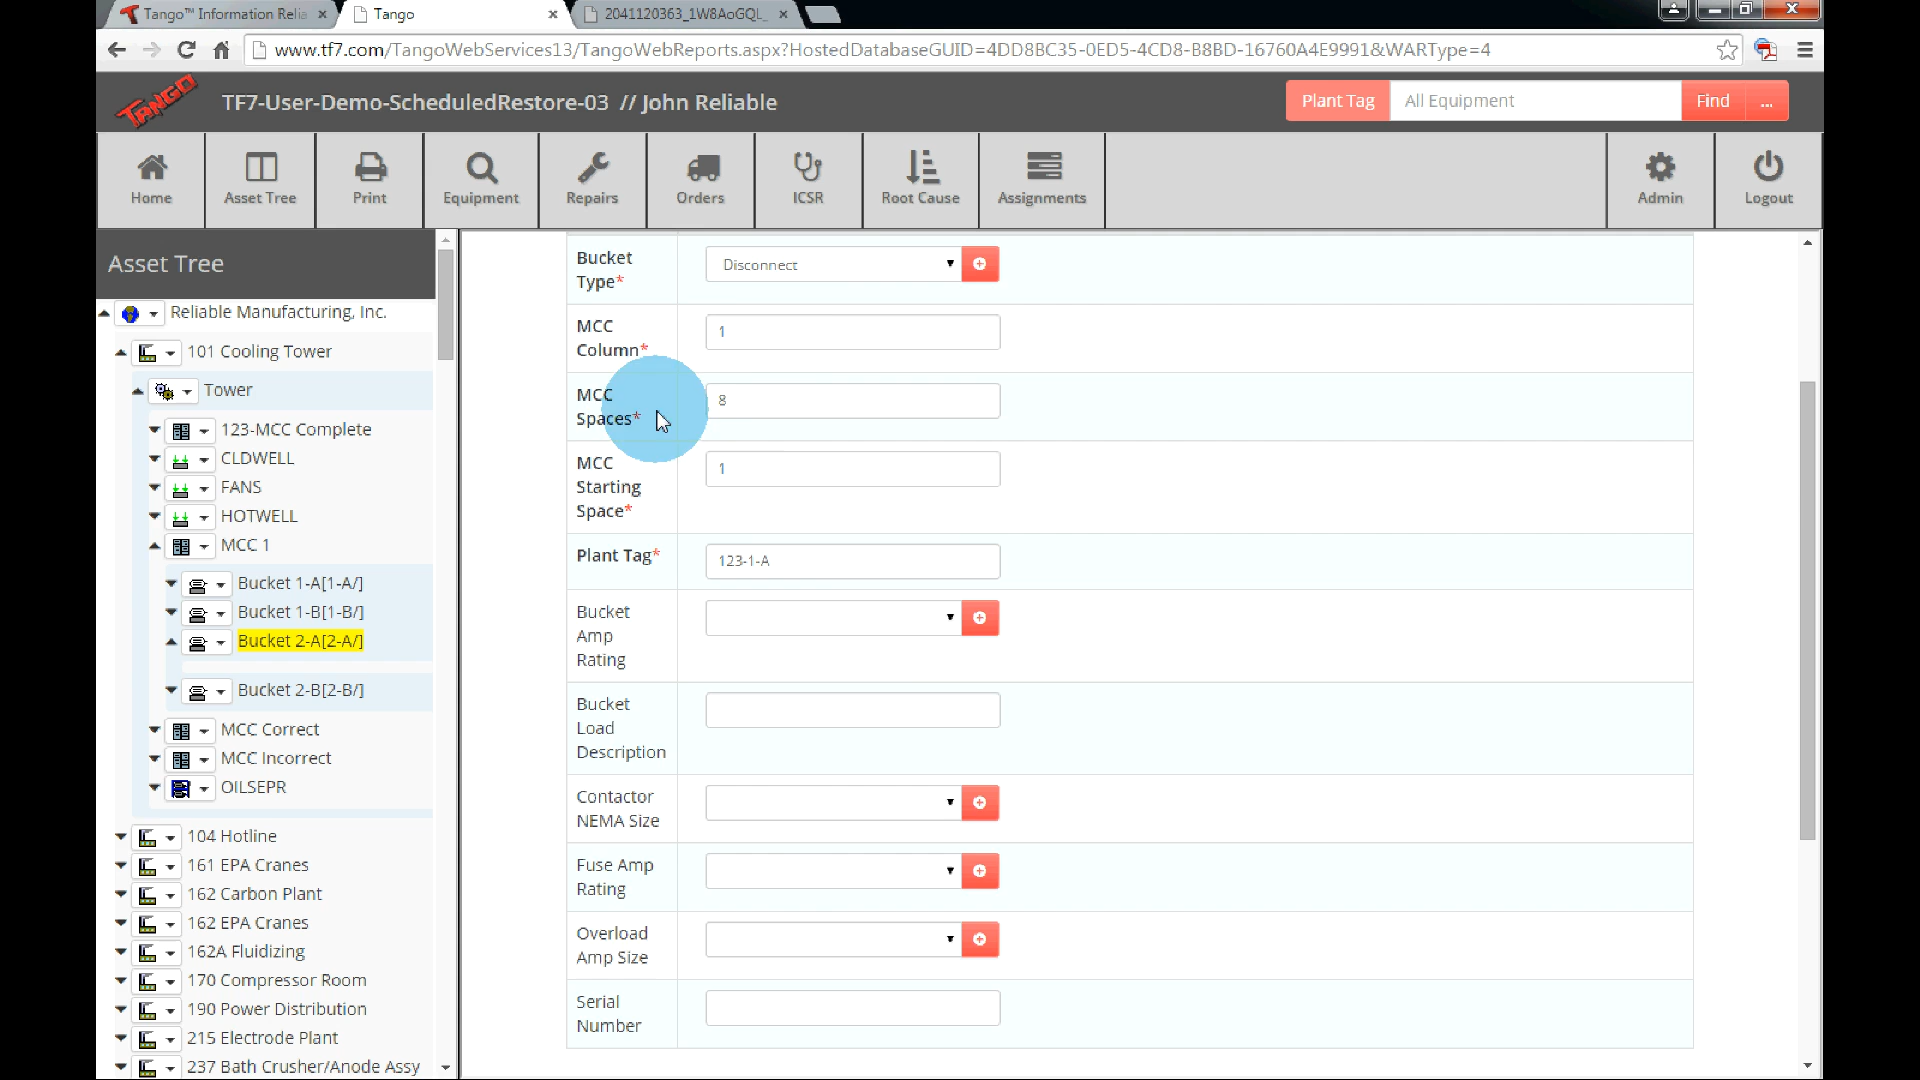 Tango™ Information Relia
Tango
2041120363_1W8AoGQL_
www.tf7.com/TangoWebServices13/TangoWebReports.aspx?HostedDatabaseGUID=4DD8BC35-0ED5-4CD8-B8BD-16760A4E9991&WARType=4
TANGO
TF7-User-Demo-ScheduledRestore-03 // John Reliable
Plant Tag
All Equipment
Find
...
Home
Asset Tree
Print
Equipment
Repairs
Orders
ICSR
Root Cause
Assignments
Admin
Logout
Asset Tree
Reliable Manufacturing, Inc.
101 Cooling Tower
Tower
123-MCC Complete
CLDWELL
FANS
HOTWELL
MCC 1
Bucket 1-A[1-A/]
Bucket 1-B[1-B/]
Bucket 2-A[2-A/]
Bucket 2-B[2-B/]
MCC Correct
MCC Incorrect
OILSEPR
104 Hotline
161 EPA Cranes
162 Carbon Plant
162 EPA Cranes
162A Fluidizing
170 Compressor Room
190 Power Distribution
215 Electrode Plant
237 Bath Crusher/Anode Assy
Bucket
Type*
Disconnect
MCC
Column*
1
MCC
Spaces*
8
MCC
Starting
Space*
1
Plant Tag*
123-1-A
Bucket
Amp
Rating
Bucket
Load
Description
Contactor
NEMA Size
Fuse Amp
Rating
Overload
Amp Size
Serial
Number